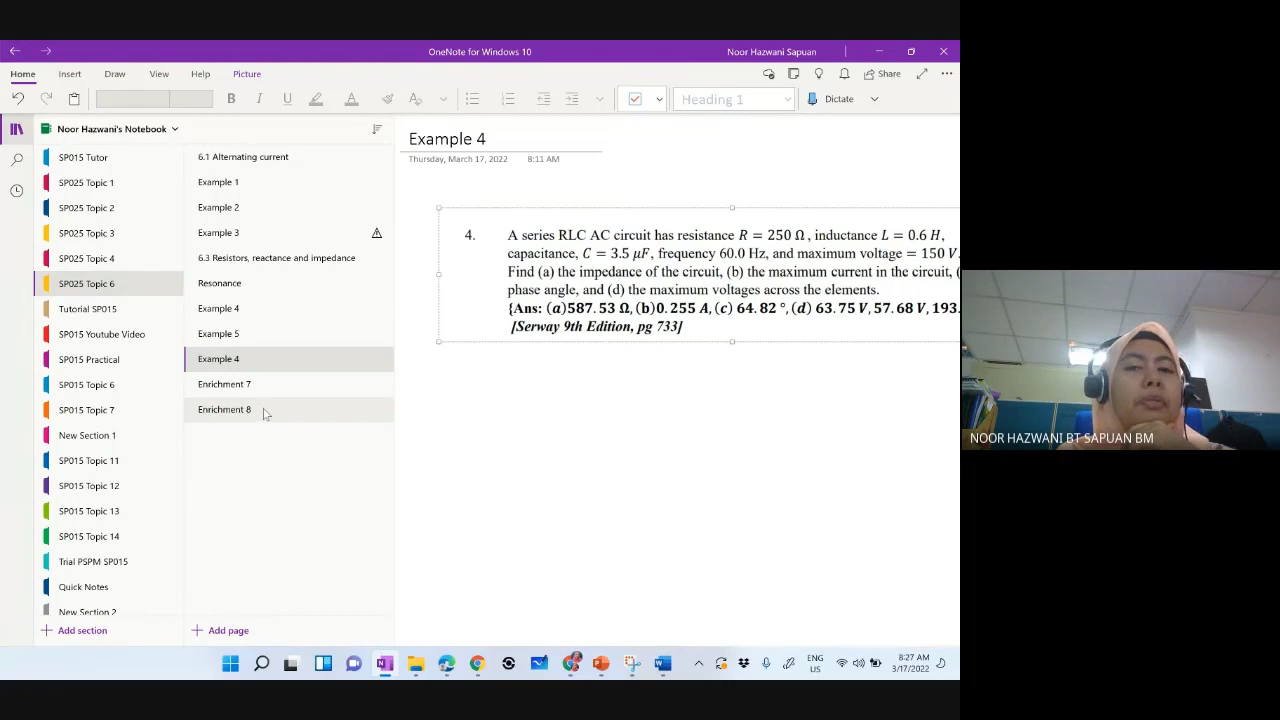 OneNote for Windows 10
Noor Hazwani Sapuan
Home
Insert
Draw
View
Help
Picture
Share
B
I
U
A
Heading 1
Dictate
Noor Hazwani's Notebook
SP015 Tutor
SP025 Topic 1
SP025 Topic 2
SP025 Topic 3
SP025 Topic 4
SP025 Topic 6
Tutorial SP015
SP015 Youtube Video
SP015 Practical
SP015 Topic 6
SP015 Topic 7
New Section 1
SP015 Topic 11
SP015 Topic 12
SP015 Topic 13
SP015 Topic 14
Trial PSPM SP015
Quick Notes
New Section 2
Add section
6.1 Alternating current
Example 1
Example 2
Example 3
6.3 Resistors, reactance and impedance
Resonance
Example 4
Example 5
Example 4
Enrichment 7
Enrichment 8
Add page
Example 4
Thursday, March 17, 2022 8:11 AM
4. A series RLC AC circuit has resistance R = 250 Ω, inductance L = 0.6 H,
capacitance, C = 3.5 μF, frequency 60.0 Hz, and maximum voltage = 150 V.
Find (a) the impedance of the circuit, (b) the maximum current in the circuit, (
phase angle, and (d) the maximum voltages across the elements.
{Ans: (a)587.53 Ω, (b)0.255 A, (c) 64.82 °, (d) 63.75 V, 57.68 V, 193.
[Serway 9th Edition, pg 733]
NOOR HAZWANI BT SAPUAN BM
ENG
US
8:27 AM
3/17/2022